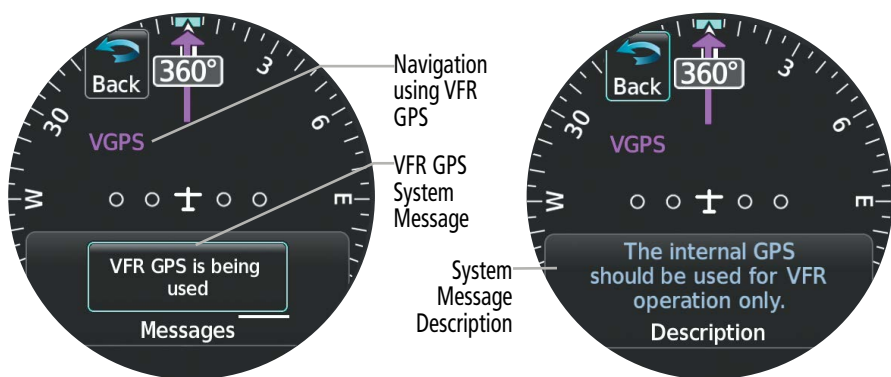 Back
360°
30
3
6
W
E
VGPS
VFR GPS is being
used
Messages
Navigation
using VFR
GPS
VFR GPS
System
Message
System
Message
Description
Back
360°
30
3
6
W
E
VGPS
The internal GPS
should be used for VFR
operation only.
Description